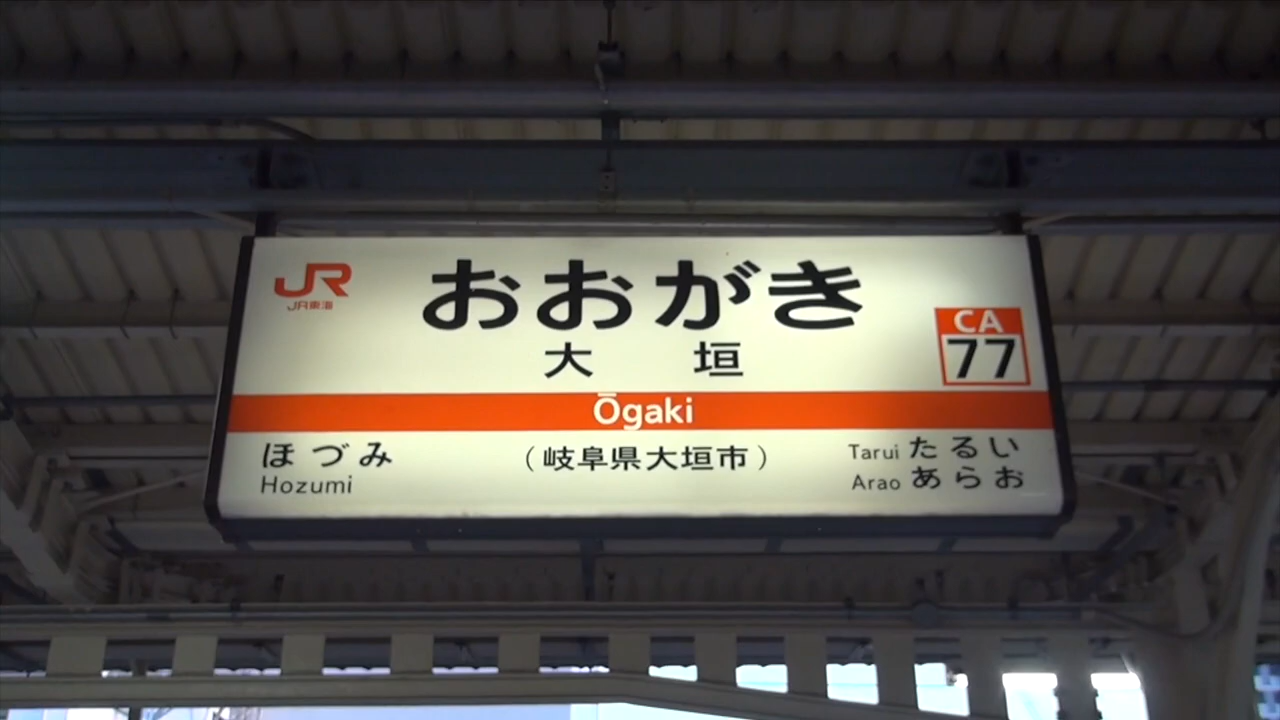 JR
JR東海
おおがき
大垣
CA
77
Ōgaki
ほづみ
Hozumi
（岐阜県大垣市）
Tarui たるい
Arao あらお